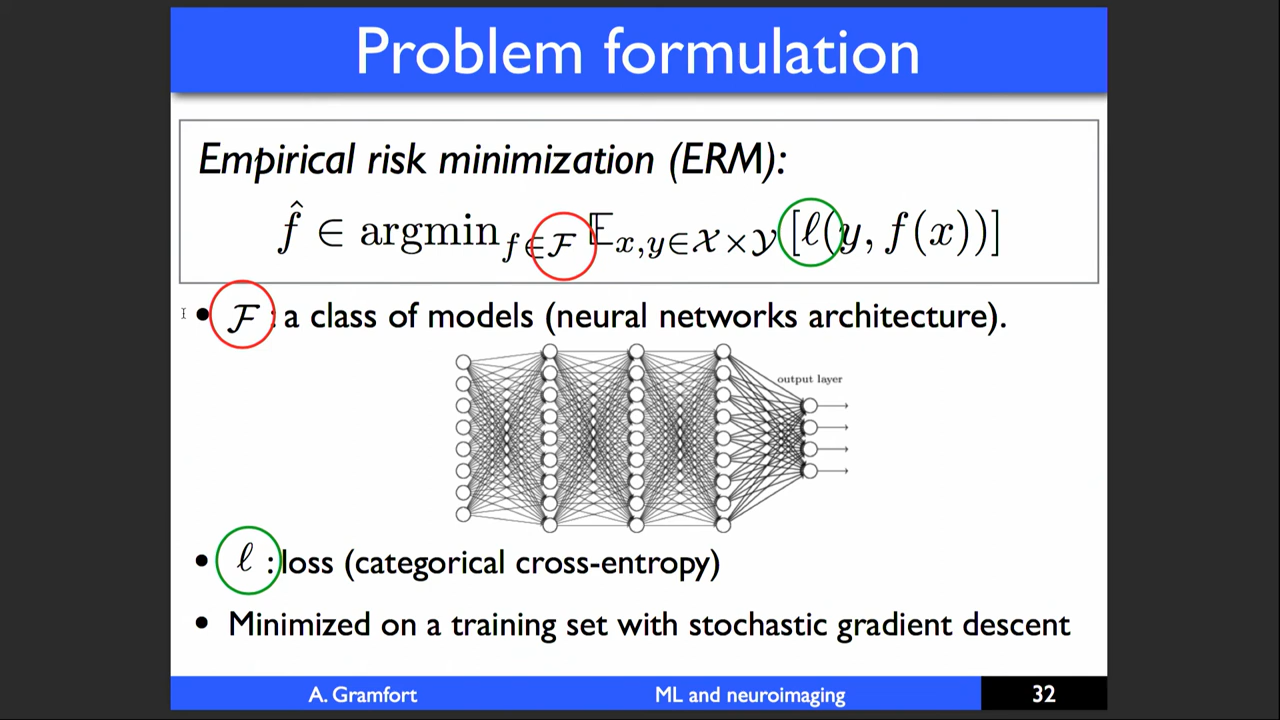 Problem formulation
Empirical risk minimization (ERM):
f̂ ∈ argmin_{f∈ℱ} 𝔼_{x,y∈𝒳×𝒴} [ℓ(y, f(x))]
• ℱ : a class of models (neural networks architecture).
output layer
• ℓ : loss (categorical cross-entropy)
• Minimized on a training set with stochastic gradient descent
A. Gramfort
ML and neuroimaging
32